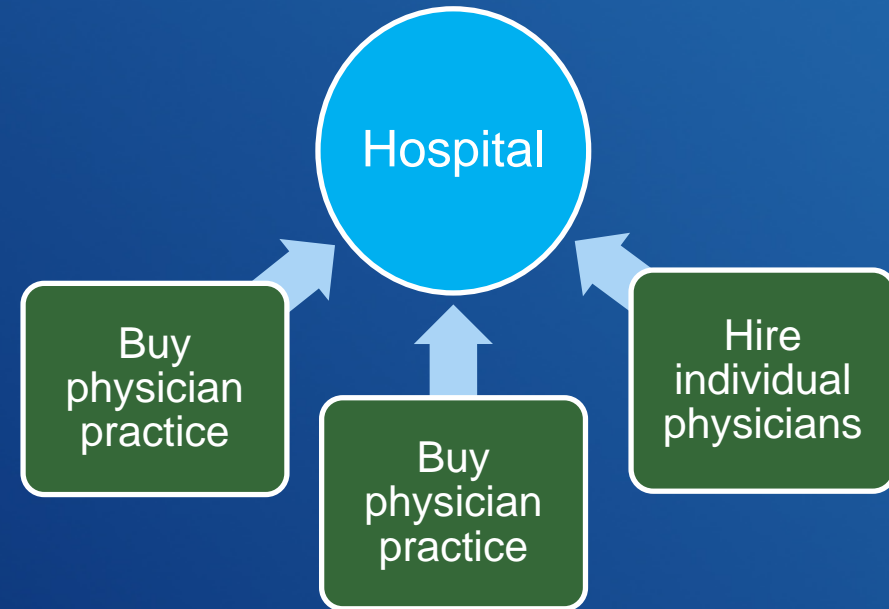 Hospital
Buy
physician
practice
Buy
physician
practice
Hire
individual
physicians